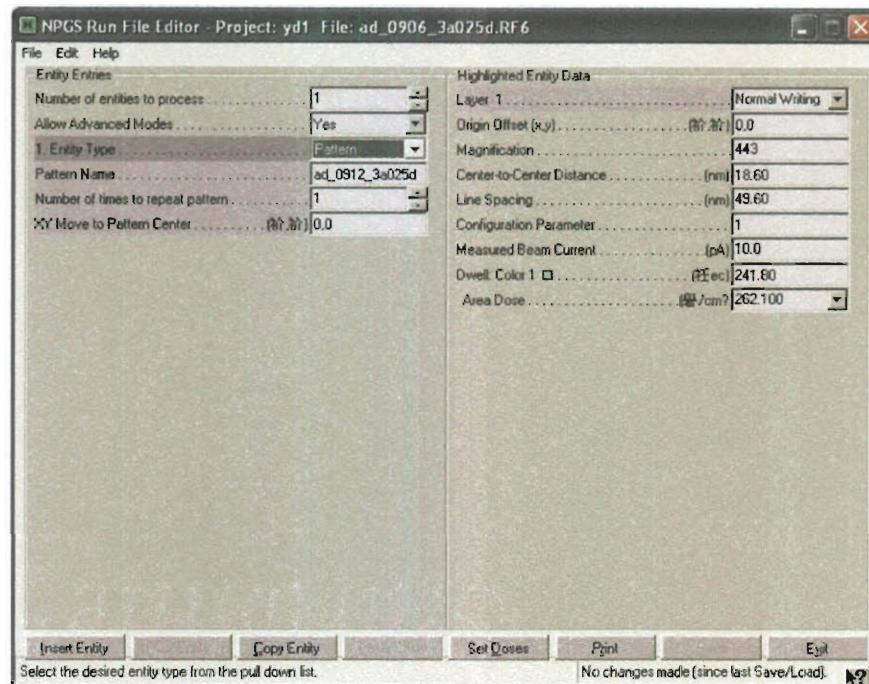 NPGS Run File Editor - Project: yd1 File: ad_0906_3a025d.RF6
File Edit Help
Entity Entries
Number of entities to process 1
Allow Advanced Modes Yes
1. Entity Type Pattern
Pattern Name ad_0912_3a025d
Number of times to repeat pattern 1
XY Move to Pattern Center 0,0
Highlighted Entity Data
Layer 1 Normal Writing
Origin Offset (x,y) 0,0
Magnification 443
Center-to-Center Distance (nm) 18.60
Line Spacing (nm) 49.60
Configuration Parameter 1
Measured Beam Current (pA) 10.0
Dwell: Color 1 241.80
Area Dose 262.100
Insert Entity Copy Entity Set Doses Print Exit
Select the desired entity type from the pull down list. No changes made (since last Save/Load).